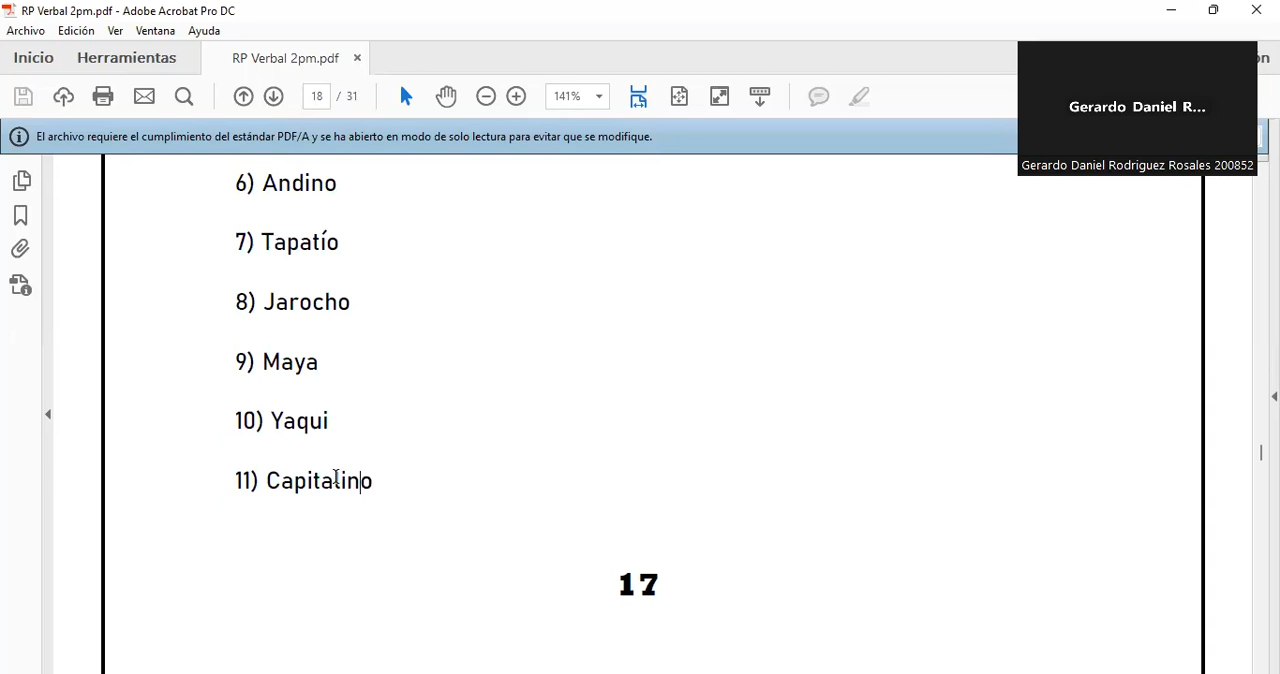 RP Verbal 2pm.pdf - Adobe Acrobat Pro DC
Archivo Edición Ver Ventana Ayuda
Inicio Herramientas RP Verbal 2pm.pdf × ón
18 / 31 141%
El archivo requiere el cumplimiento del estándar PDF/A y se ha abierto en modo de solo lectura para evitar que se modifique.
Gerardo Daniel R...
Gerardo Daniel Rodriguez Rosales 200852
6) Andino
7) Tapatío
8) Jarocho
9) Maya
10) Yaqui
11) Capitalino
17